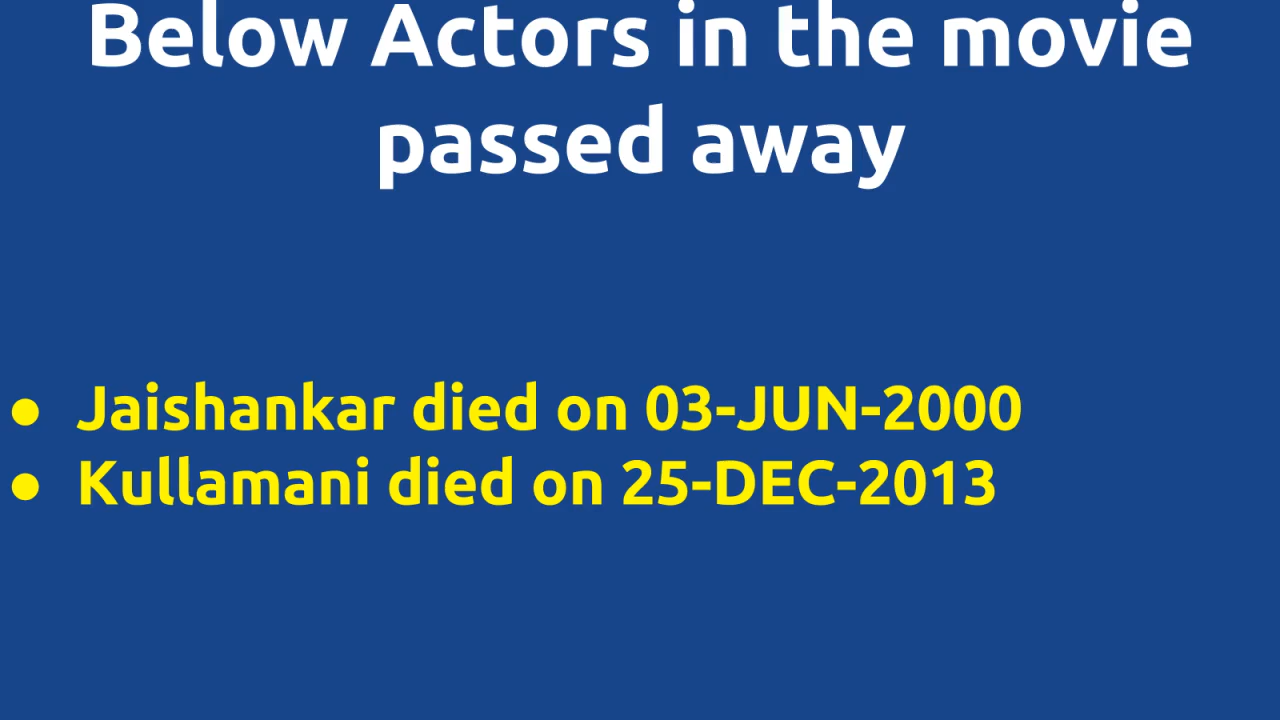 Below Actors in the movie
passed away
● Jaishankar died on 03-JUN-2000
● Kullamani died on 25-DEC-2013